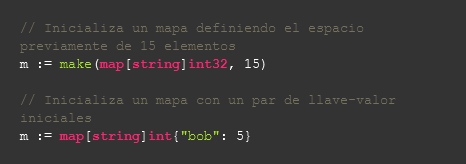 // Inicializa un mapa definiendo el espacio
previamente de 15 elementos
m := make(map[string]int32, 15)
// Inicializa un mapa con un par de llave-valor
iniciales
m := map[string]int{"bob": 5}